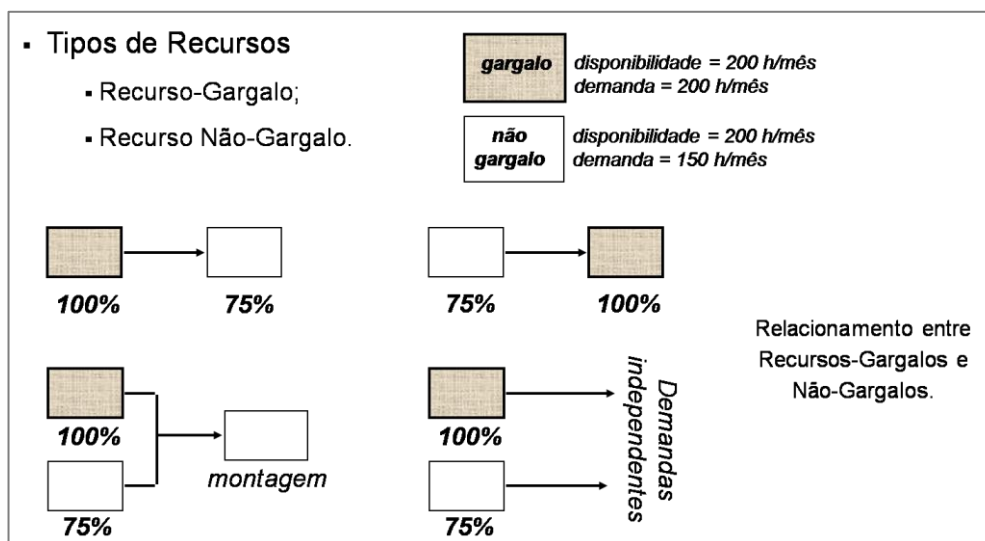 ▪ Tipos de Recursos
▪ Recurso-Gargalo;
▪ Recurso Não-Gargalo.
gargalo
disponibilidade = 200 h/mês
demanda = 200 h/mês
não
gargalo
disponibilidade = 200 h/mês
demanda = 150 h/mês
100%
75%
75%
100%
100%
75%
montagem
100%
75%
Demandas
independentes
Relacionamento entre
Recursos-Gargalos e
Não-Gargalos.